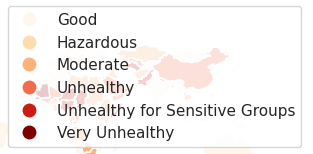 Good
Hazardous
Moderate
Unhealthy
Unhealthy for Sensitive Groups
Very Unhealthy